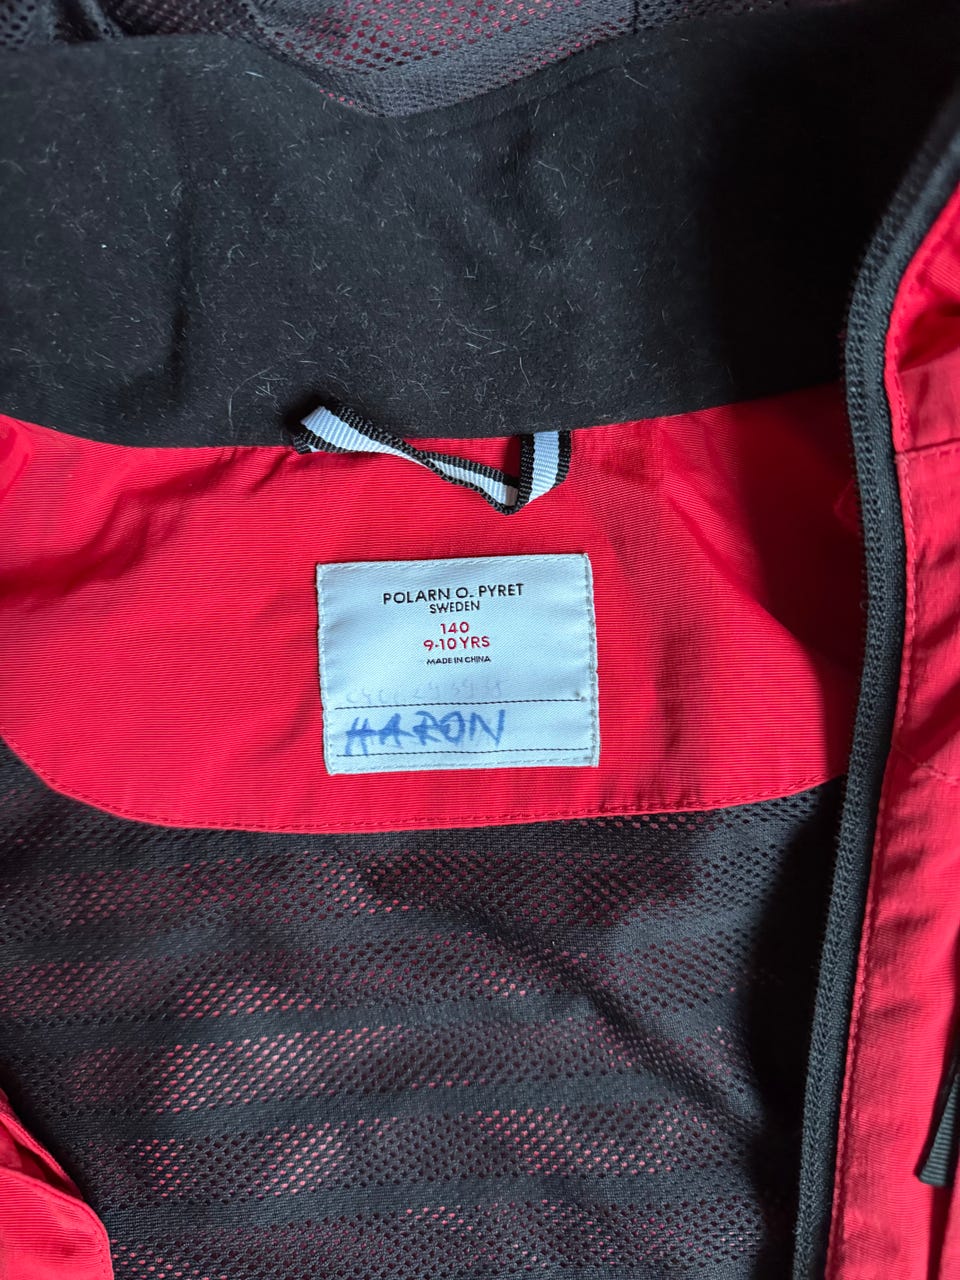 POLARN O. PYRET
SWEDEN
140
9-10 YRS
MADE IN CHINA
HARON